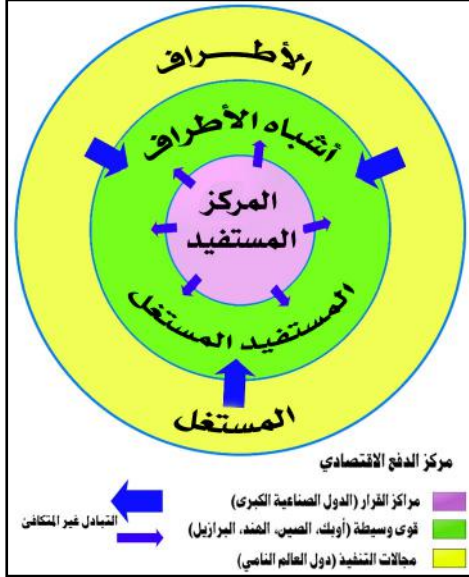 الأطراف
أشباه الأطراف
المركز
المستفيد
المستفيد المستغل
المستغل
مركز الدفع الاقتصادي
مراكز القرار (الدول الصناعية الكبرى)
قوى وسيطة (أوبك، الصين، الهند، البرازيل)
مجالات التنفيذ (دول العالم النامي)
التبادل غير المتكافئ